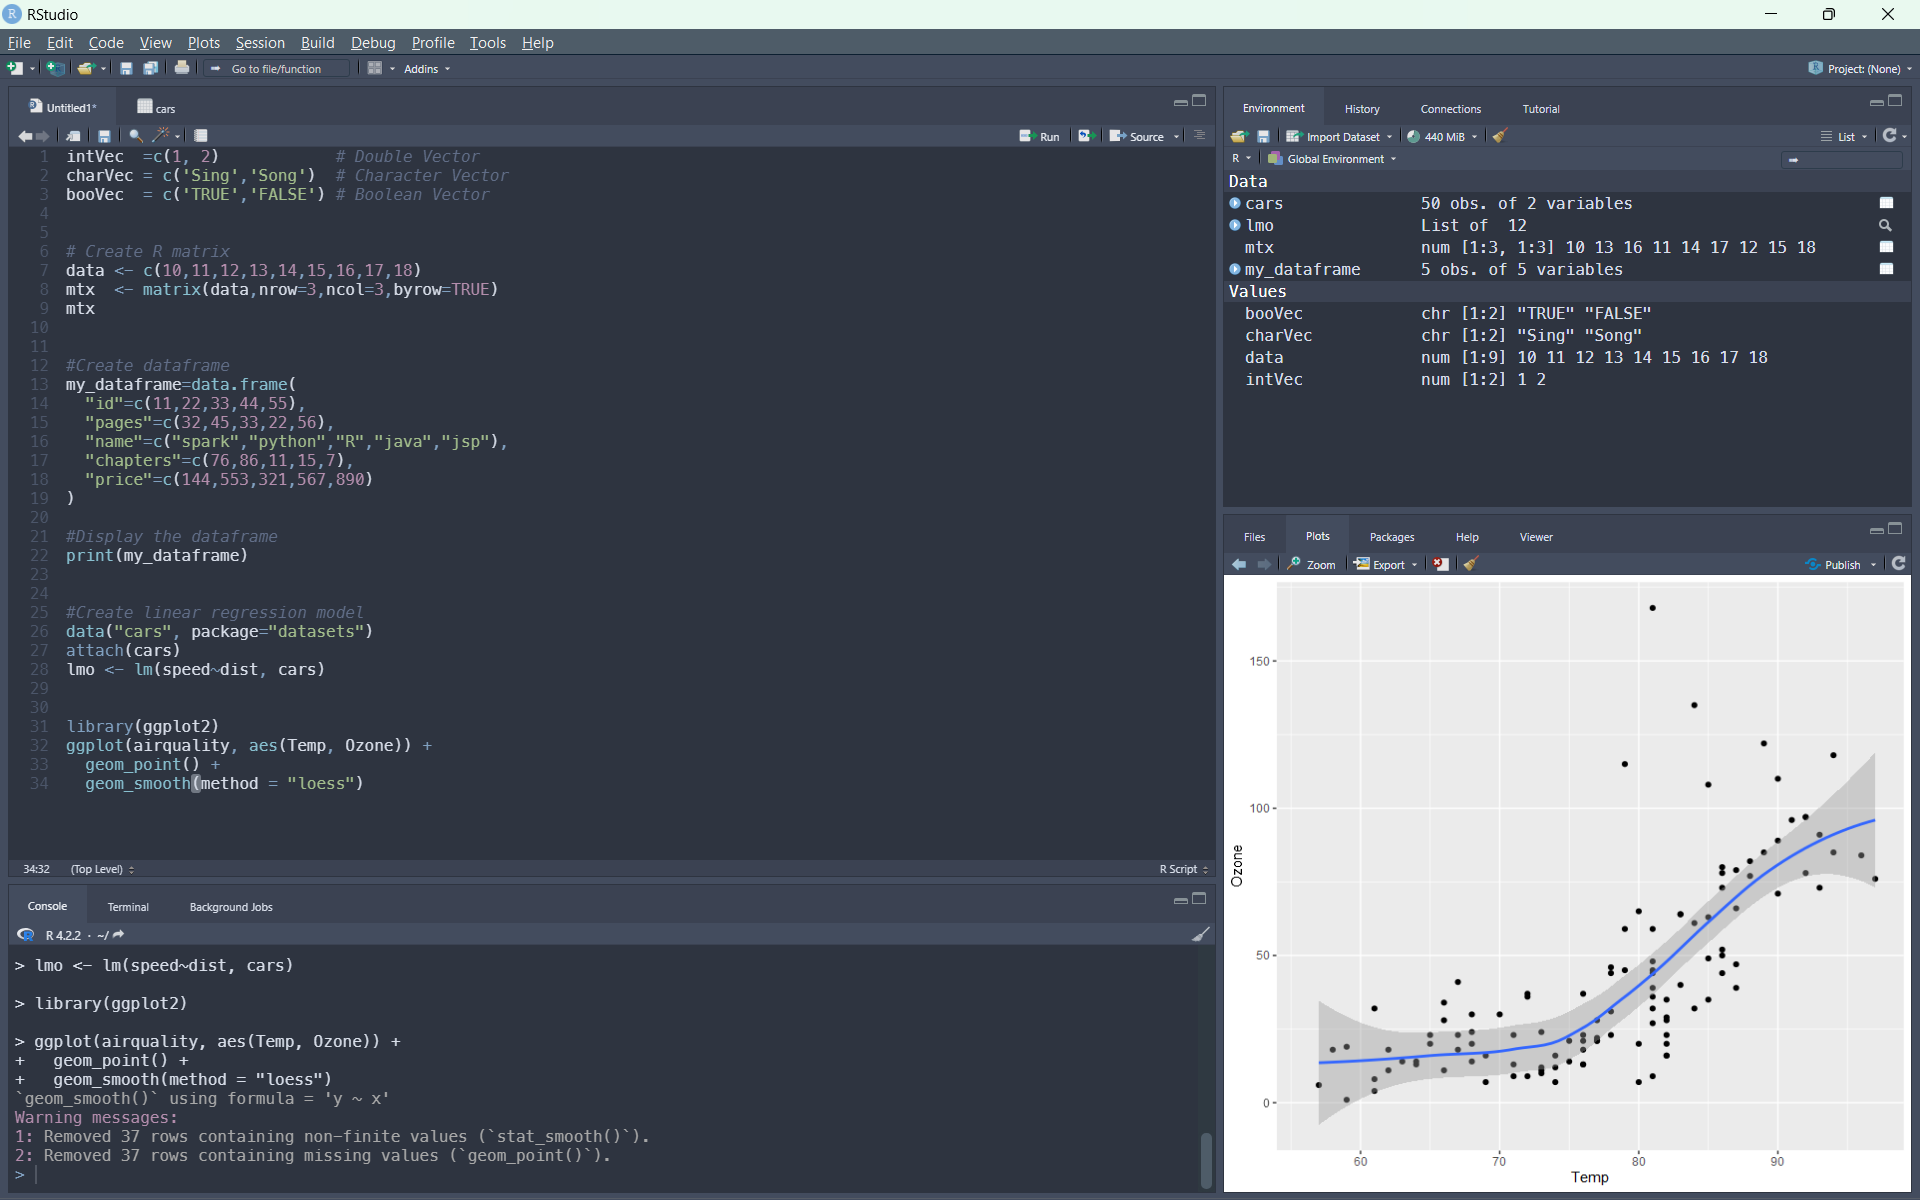 RStudio
File Edit Code View Plots Session Build Debug Profile Tools Help
Go to file/function Addins Project: (None)
Untitled1* cars
Run Source
1 intVec =c(1, 2) # Double Vector
2 charVec = c('Sing','Song') # Character Vector
3 booVec = c('TRUE','FALSE') # Boolean Vector
4
5
6 # Create R matrix
7 data <- c(10,11,12,13,14,15,16,17,18)
8 mtx <- matrix(data,nrow=3,ncol=3,byrow=TRUE)
9 mtx
10
11
12 #Create dataframe
13 my_dataframe=data.frame(
14 "id"=c(11,22,33,44,55),
15 "pages"=c(32,45,33,22,56),
16 "name"=c("spark","python","R","java","jsp"),
17 "chapters"=c(76,86,11,15,7),
18 "price"=c(144,553,321,567,890)
19 )
20
21 #Display the dataframe
22 print(my_dataframe)
23
24
25 #Create linear regression model
26 data("cars", package="datasets")
27 attach(cars)
28 lmo <- lm(speed~dist, cars)
29
30
31 library(ggplot2)
32 ggplot(airquality, aes(Temp, Ozone)) +
33 geom_point() +
34 geom_smooth(method = "loess")
34:32 (Top Level) R Script
Console Terminal Background Jobs
R 4.2.2 · ~/
> lmo <- lm(speed~dist, cars)
> library(ggplot2)
> ggplot(airquality, aes(Temp, Ozone)) +
+ geom_point() +
+ geom_smooth(method = "loess")
`geom_smooth()` using formula = 'y ~ x'
Warning messages:
1: Removed 37 rows containing non-finite values (`stat_smooth()`).
2: Removed 37 rows containing missing values (`geom_point()`).
>
Environment History Connections Tutorial
Import Dataset 440 MiB List
R Global Environment
Data
cars 50 obs. of 2 variables
lmo List of 12
mtx num [1:3, 1:3] 10 13 16 11 14 17 12 15 18
my_dataframe 5 obs. of 5 variables
Values
booVec chr [1:2] "TRUE" "FALSE"
charVec chr [1:2] "Sing" "Song"
data num [1:9] 10 11 12 13 14 15 16 17 18
intVec num [1:2] 1 2
Files Plots Packages Help Viewer
Zoom Export Publish
150
100
50
0
Ozone
60 70 80 90
Temp